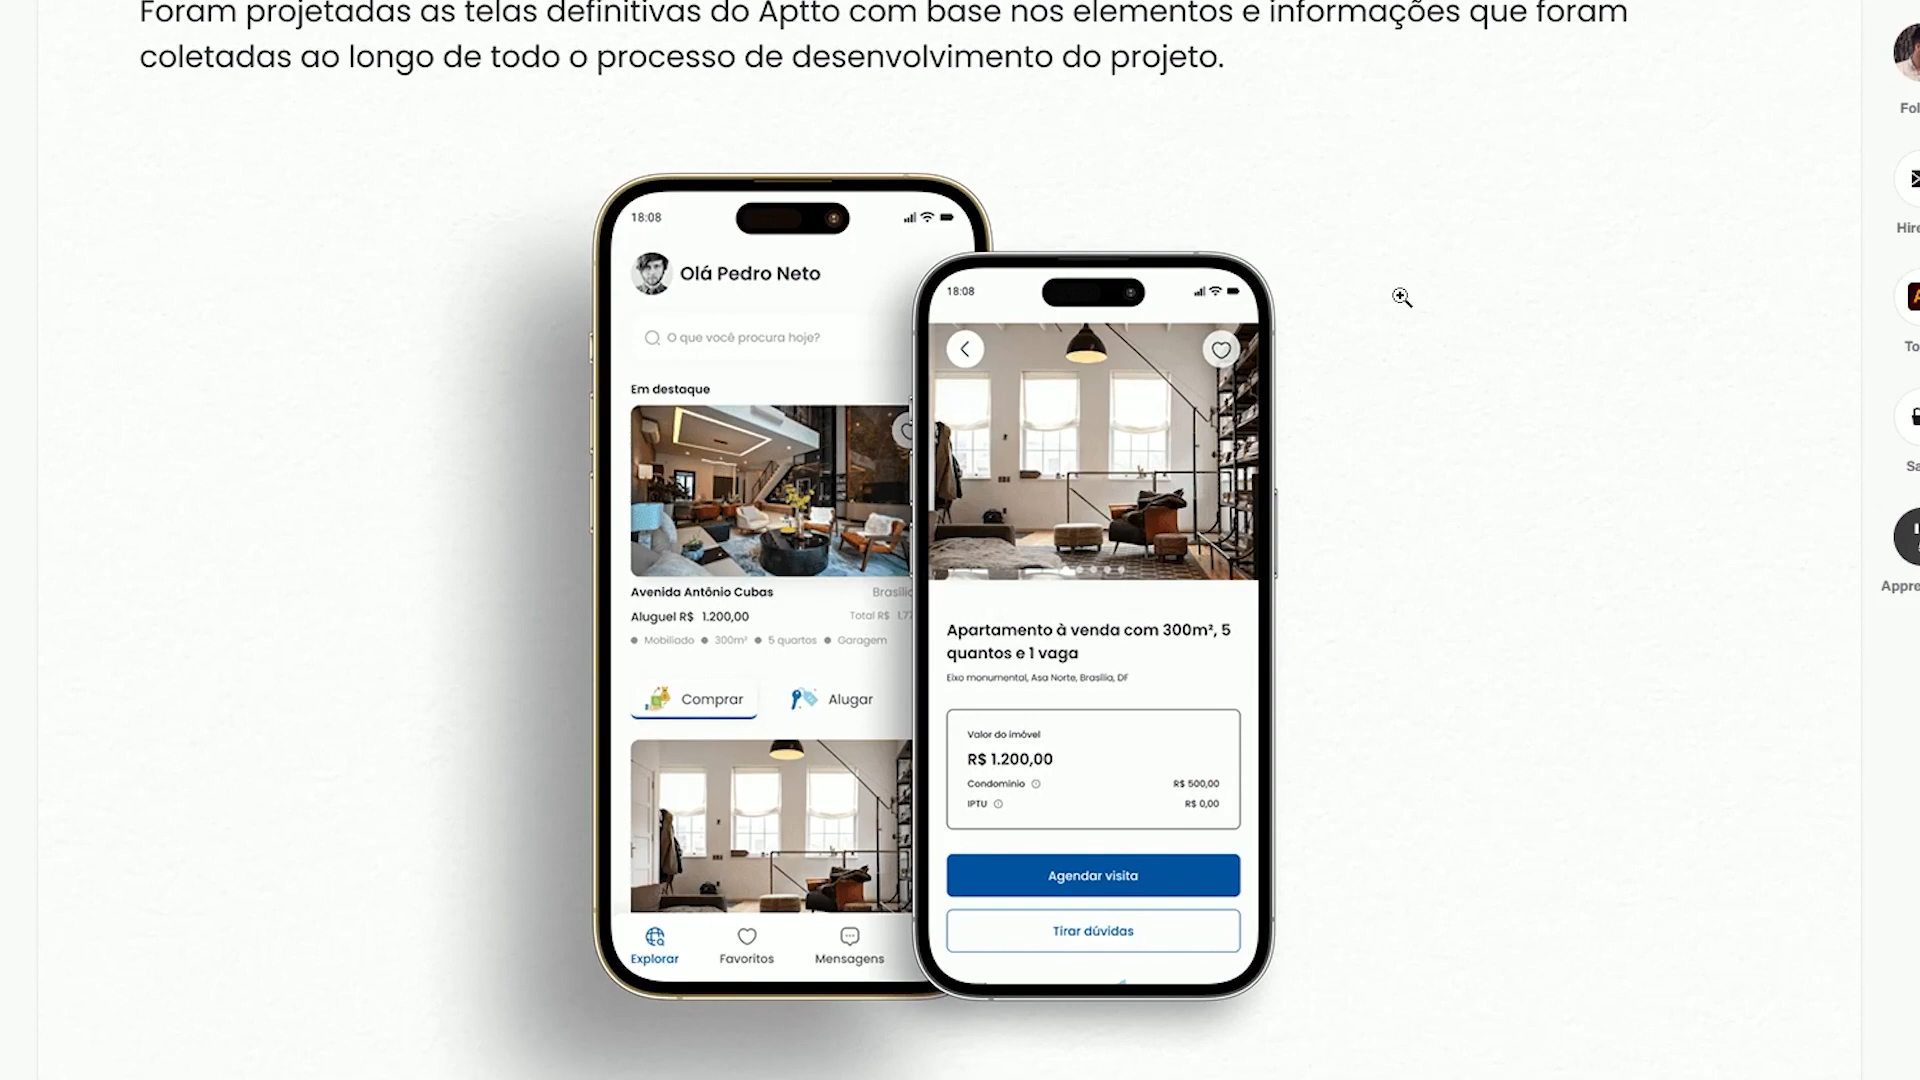 Foram projetadas as telas definitivas do Aptto com base nos elementos e informações que foram
coletadas ao longo de todo o processo de desenvolvimento do projeto.
18:08
Olá Pedro Neto
O que você procura hoje?
Em destaque
Avenida Antônio Cubas
Aluguel R$ 1.200,00
Total R$
Mobiliado 300m² 5 quartos Garagem
Comprar
Alugar
Explorar
Favoritos
Mensagens
18:08
Apartamento à venda com 300m², 5
quantos e 1 vaga
Eixo monumental, Asa Norte, Brasília, DF
Valor do imóvel
R$ 1.200,00
Condomínio R$ 500,00
IPTU R$ 0,00
Agendar visita
Tirar dúvidas